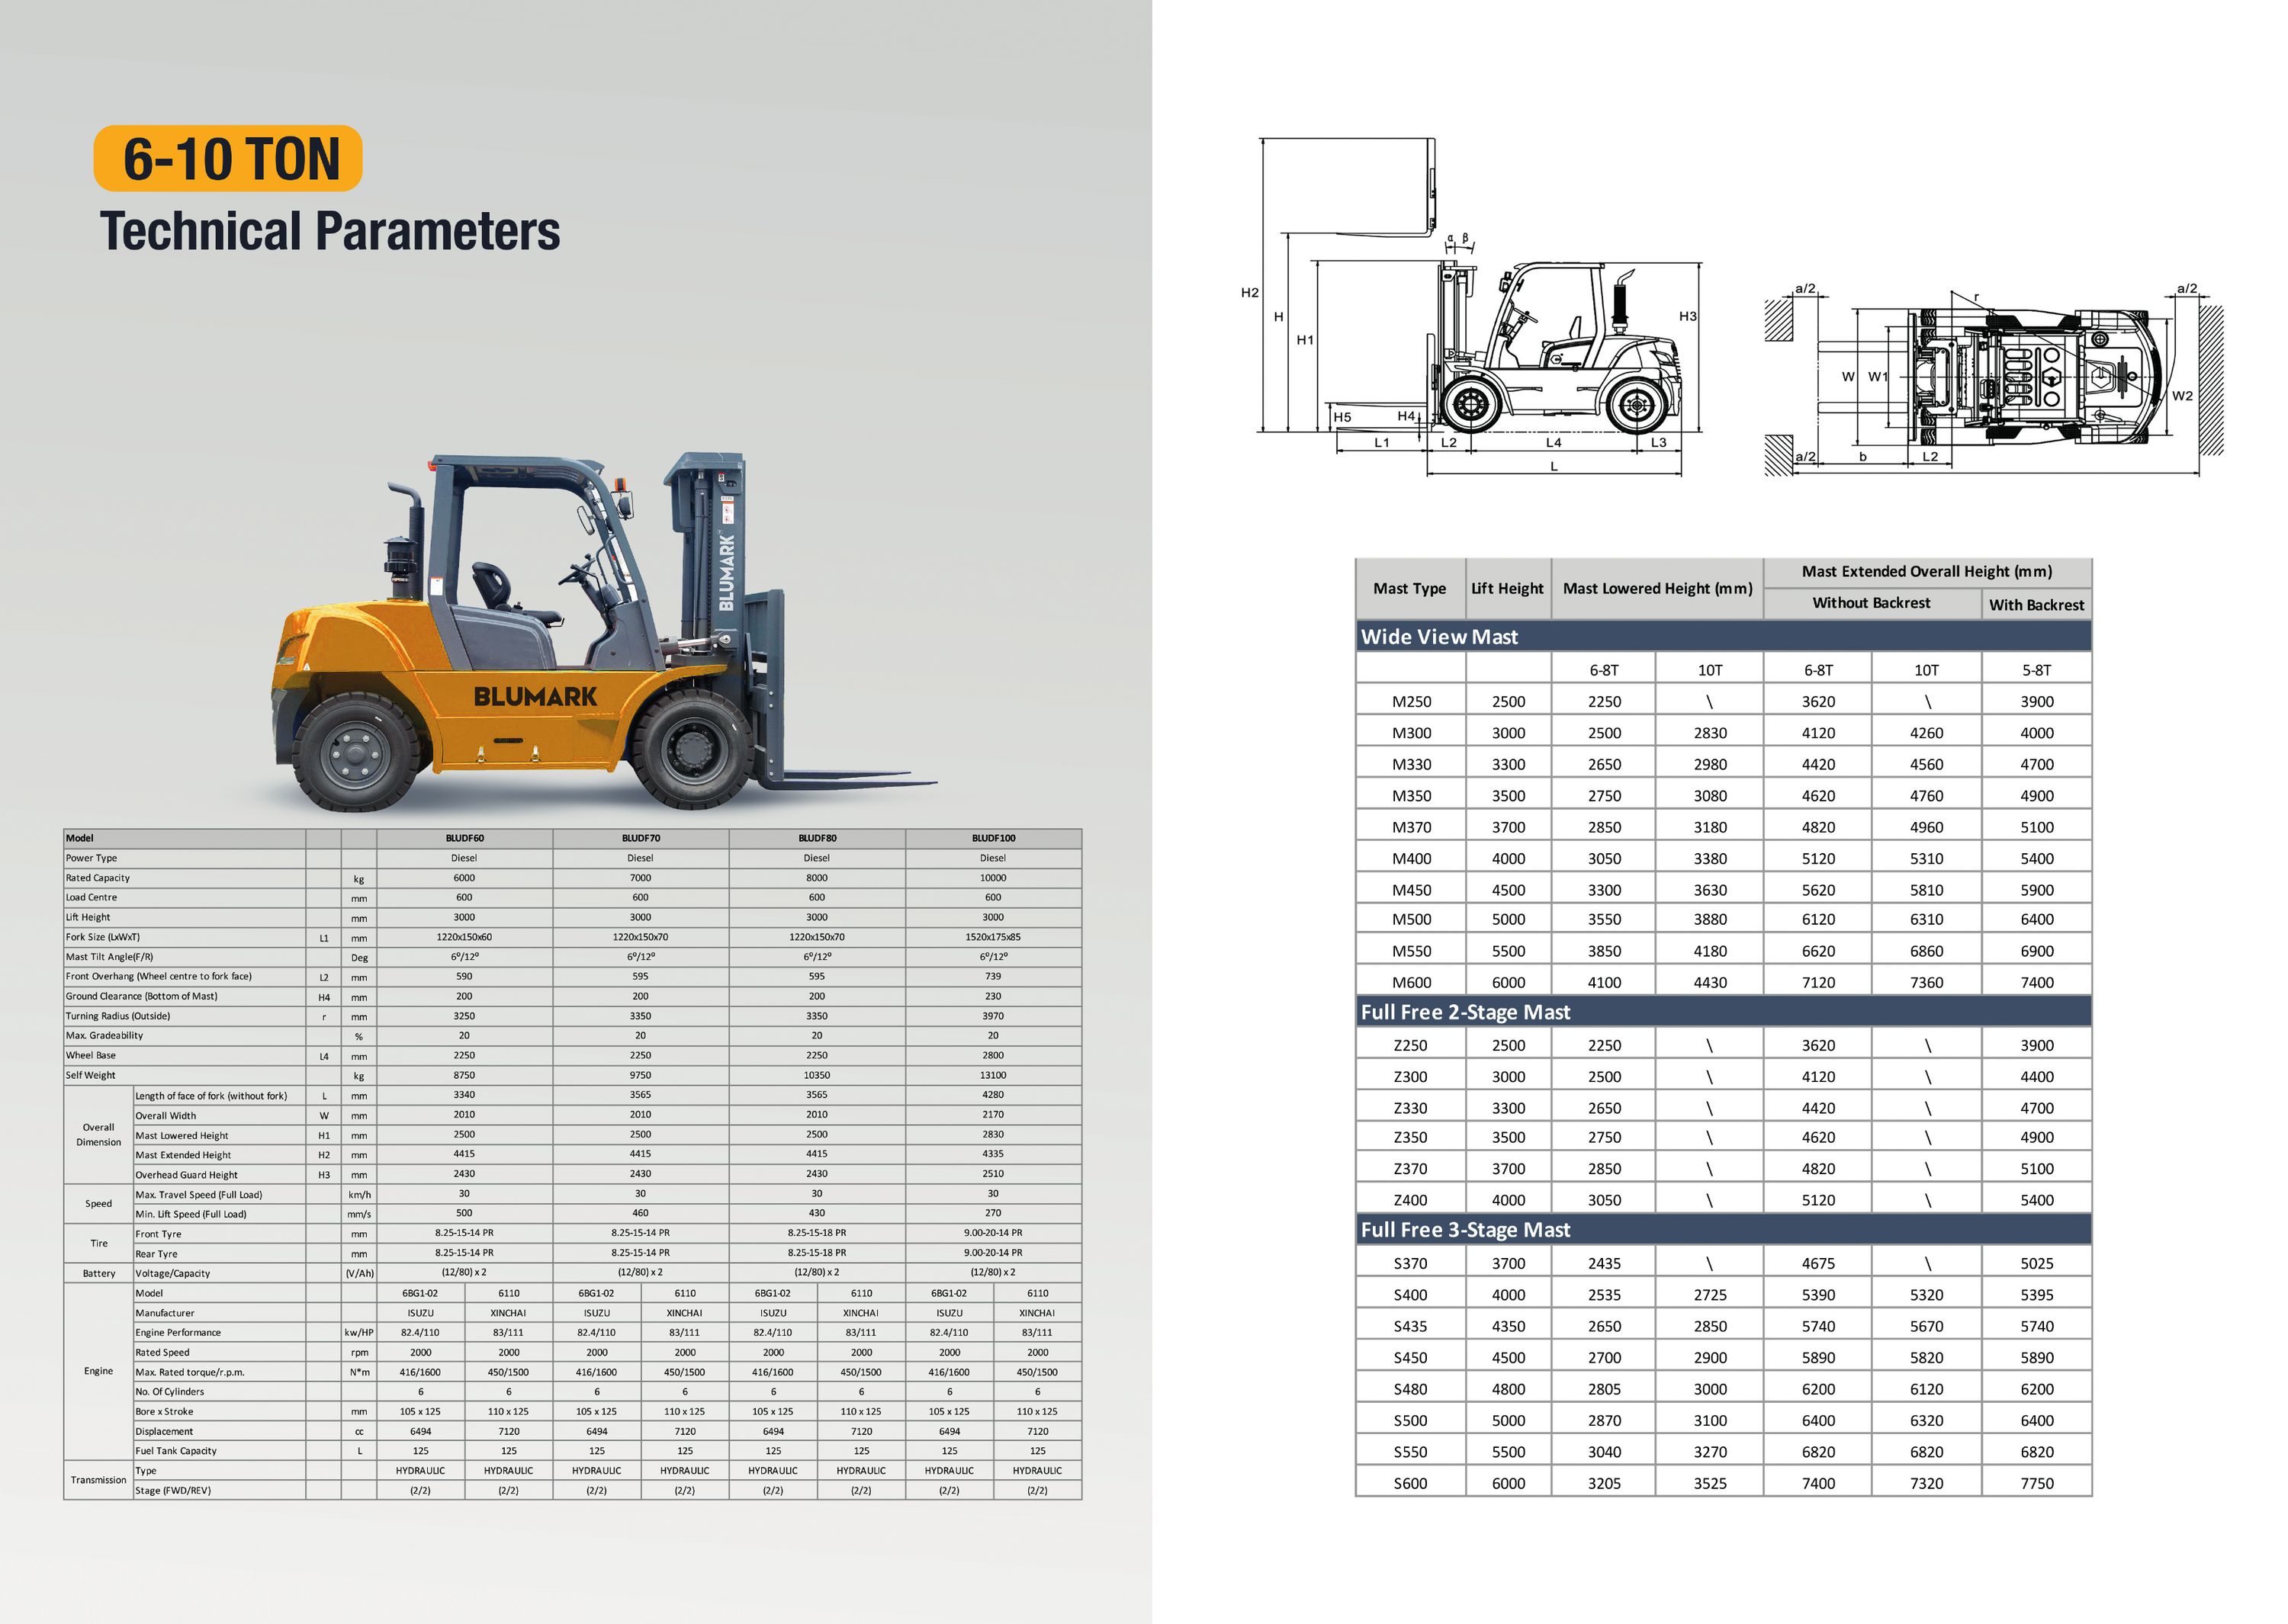 6-10 TON
Technical Parameters
BLUMARK
BLUMARK
Model BLUDF60 BLUDF70 BLUDF80 BLUDF100
Power Type Diesel Diesel Diesel Diesel
Rated Capacity kg 6000 7000 8000 10000
Load Centre mm 600 600 600 600
Lift Height mm 3000 3000 3000 3000
Fork Size (LxWxT) L1 mm 1220x150x60 1220x150x70 1220x150x70 1520x175x85
Mast Tilt Angle(F/R) Deg 6º/12º 6º/12º 6º/12º 6º/12º
Front Overhang (Wheel centre to fork face) L2 mm 590 595 595 739
Ground Clearance (Bottom of Mast) H4 mm 200 200 200 230
Turning Radius (Outside) r mm 3250 3350 3350 3970
Max. Gradeability % 20 20 20 20
Wheel Base L4 mm 2250 2250 2250 2800
Self Weight kg 8750 9750 10350 13100
Overall Dimension
Length of face of fork (without fork) L mm 3340 3565 3565 4280
Overall Width W mm 2010 2010 2010 2170
Mast Lowered Height H1 mm 2500 2500 2500 2830
Mast Extended Height H2 mm 4415 4415 4415 4335
Overhead Guard Height H3 mm 2430 2430 2430 2510
Speed
Max. Travel Speed (Full Load) km/h 30 30 30 30
Min. Lift Speed (Full Load) mm/s 500 460 430 270
Tire
Front Tyre mm 8.25-15-14 PR 8.25-15-14 PR 8.25-15-18 PR 9.00-20-14 PR
Rear Tyre mm 8.25-15-14 PR 8.25-15-14 PR 8.25-15-18 PR 9.00-20-14 PR
Battery Voltage/Capacity (V/Ah) (12/80) x 2 (12/80) x 2 (12/80) x 2 (12/80) x 2
Engine
Model 6BG1-02 6110 6BG1-02 6110 6BG1-02 6110 6BG1-02 6110
Manufacturer ISUZU XINCHAI ISUZU XINCHAI ISUZU XINCHAI ISUZU XINCHAI
Engine Performance kw/HP 82.4/110 83/111 82.4/110 83/111 82.4/110 83/111 82.4/110 83/111
Rated Speed rpm 2000 2000 2000 2000 2000 2000 2000 2000
Max. Rated torque/r.p.m. N*m 416/1600 450/1500 416/1600 450/1500 416/1600 450/1500 416/1600 450/1500
No. Of Cylinders 6 6 6 6 6 6 6 6
Bore x Stroke mm 105 x 125 110 x 125 105 x 125 110 x 125 105 x 125 110 x 125 105 x 125 110 x 125
Displacement cc 6494 7120 6494 7120 6494 7120 6494 7120
Fuel Tank Capacity L 125 125 125 125 125 125 125 125
Transmission
Type HYDRAULIC HYDRAULIC HYDRAULIC HYDRAULIC HYDRAULIC HYDRAULIC HYDRAULIC HYDRAULIC
Stage (FWD/REV) (2/2) (2/2) (2/2) (2/2) (2/2) (2/2) (2/2) (2/2)
α β
H2 H H1 H3
H5 H4
L1 L2 L4 L3
L
a/2 r a/2
W W1 W2
a/2 b L2
Mast Type Lift Height Mast Lowered Height (mm) Mast Extended Overall Height (mm)
Without Backrest With Backrest
Wide View Mast
6-8T 10T 6-8T 10T 5-8T
M250 2500 2250 \ 3620 \ 3900
M300 3000 2500 2830 4120 4260 4000
M330 3300 2650 2980 4420 4560 4700
M350 3500 2750 3080 4620 4760 4900
M370 3700 2850 3180 4820 4960 5100
M400 4000 3050 3380 5120 5310 5400
M450 4500 3300 3630 5620 5810 5900
M500 5000 3550 3880 6120 6310 6400
M550 5500 3850 4180 6620 6860 6900
M600 6000 4100 4430 7120 7360 7400
Full Free 2-Stage Mast
Z250 2500 2250 \ 3620 \ 3900
Z300 3000 2500 \ 4120 \ 4400
Z330 3300 2650 \ 4420 \ 4700
Z350 3500 2750 \ 4620 \ 4900
Z370 3700 2850 \ 4820 \ 5100
Z400 4000 3050 \ 5120 \ 5400
Full Free 3-Stage Mast
S370 3700 2435 \ 4675 \ 5025
S400 4000 2535 2725 5390 5320 5395
S435 4350 2650 2850 5740 5670 5740
S450 4500 2700 2900 5890 5820 5890
S480 4800 2805 3000 6200 6120 6200
S500 5000 2870 3100 6400 6320 6400
S550 5500 3040 3270 6820 6820 6820
S600 6000 3205 3525 7400 7320 7750